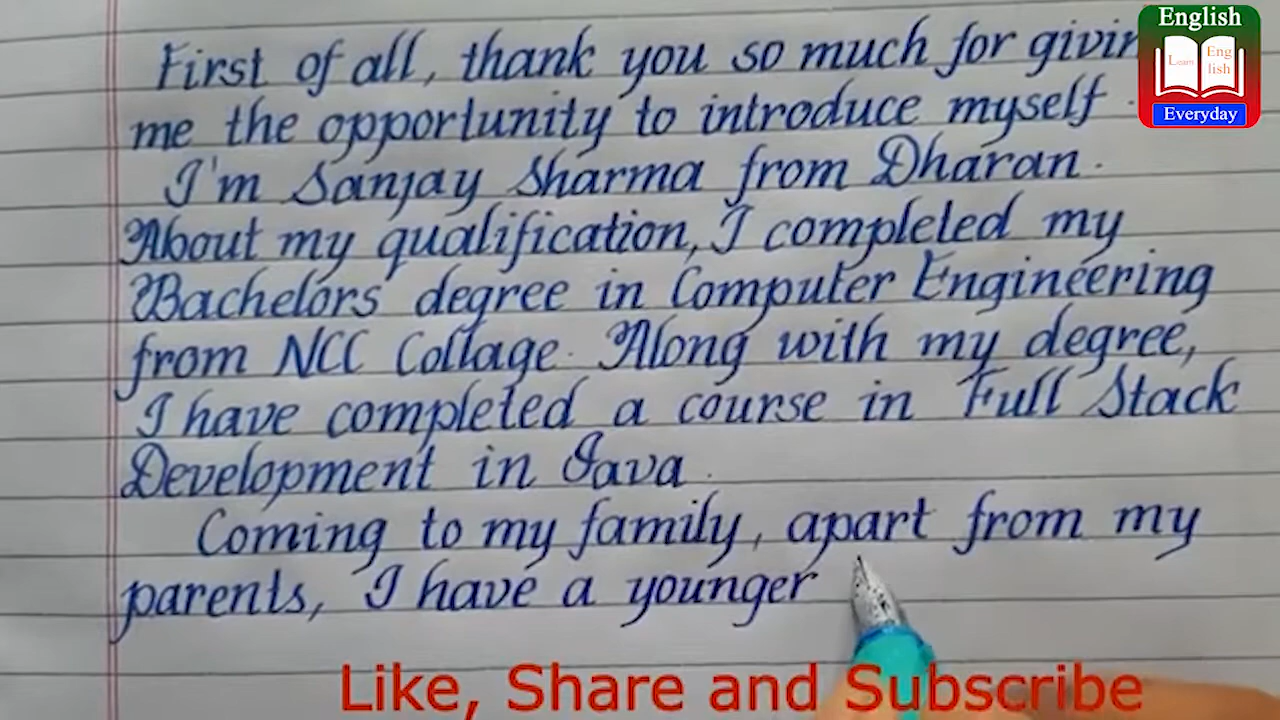 First of all, thank you so much for givin
me the opportunity to introduce myself.
I'm Sanjay Sharma from Dharan.
About my qualification, I completed my
Bachelors degree in Computer Engineering
from NCC Collage. Along with my degree,
I have completed a course in Full Stack
Development in Java.
Coming to my family, apart from my
parents, I have a younger
English
Learn
Eng
lish
Everyday
Like, Share and Subscribe